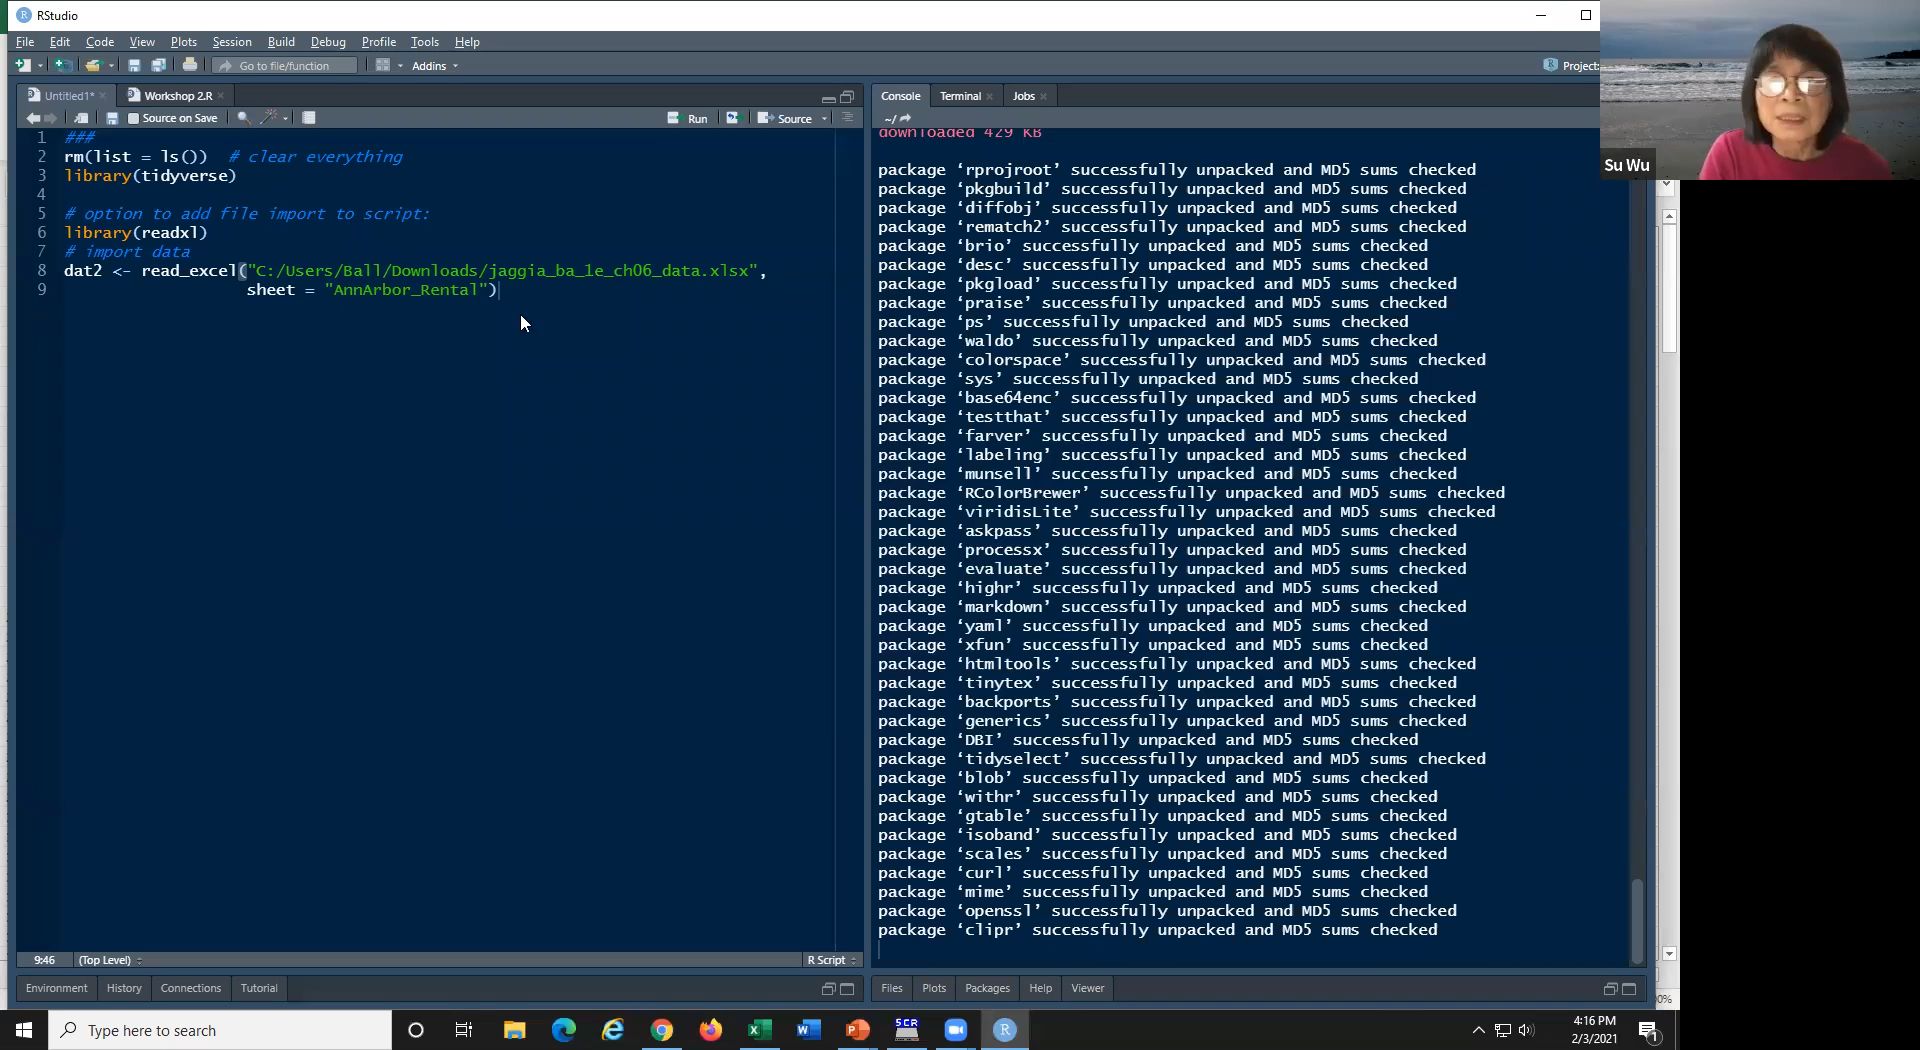 RStudio
File Edit Code View Plots Session Build Debug Profile Tools Help
Go to file/function Addins Project:
Untitled1* × Workshop 2.R ×
Source on Save Run Source
1 ###
2 rm(list = ls())  # clear everything
3 library(tidyverse)
4
5 # option to add file import to script:
6 library(readxl)
7 # import data
8 dat2 <- read_excel("C:/Users/Ball/Downloads/jaggia_ba_1e_ch06_data.xlsx",
9 sheet = "AnnArbor_Rental")
9:46 (Top Level) R Script
Environment History Connections Tutorial
Console Terminal × Jobs ×
~/
downloaded 429 KB
package ‘rprojroot’ successfully unpacked and MD5 sums checked
package ‘pkgbuild’ successfully unpacked and MD5 sums checked
package ‘diffobj’ successfully unpacked and MD5 sums checked
package ‘rematch2’ successfully unpacked and MD5 sums checked
package ‘brio’ successfully unpacked and MD5 sums checked
package ‘desc’ successfully unpacked and MD5 sums checked
package ‘pkgload’ successfully unpacked and MD5 sums checked
package ‘praise’ successfully unpacked and MD5 sums checked
package ‘ps’ successfully unpacked and MD5 sums checked
package ‘waldo’ successfully unpacked and MD5 sums checked
package ‘colorspace’ successfully unpacked and MD5 sums checked
package ‘sys’ successfully unpacked and MD5 sums checked
package ‘base64enc’ successfully unpacked and MD5 sums checked
package ‘testthat’ successfully unpacked and MD5 sums checked
package ‘farver’ successfully unpacked and MD5 sums checked
package ‘labeling’ successfully unpacked and MD5 sums checked
package ‘munsell’ successfully unpacked and MD5 sums checked
package ‘RColorBrewer’ successfully unpacked and MD5 sums checked
package ‘viridisLite’ successfully unpacked and MD5 sums checked
package ‘askpass’ successfully unpacked and MD5 sums checked
package ‘processx’ successfully unpacked and MD5 sums checked
package ‘evaluate’ successfully unpacked and MD5 sums checked
package ‘highr’ successfully unpacked and MD5 sums checked
package ‘markdown’ successfully unpacked and MD5 sums checked
package ‘yaml’ successfully unpacked and MD5 sums checked
package ‘xfun’ successfully unpacked and MD5 sums checked
package ‘htmltools’ successfully unpacked and MD5 sums checked
package ‘tinytex’ successfully unpacked and MD5 sums checked
package ‘backports’ successfully unpacked and MD5 sums checked
package ‘generics’ successfully unpacked and MD5 sums checked
package ‘DBI’ successfully unpacked and MD5 sums checked
package ‘tidyselect’ successfully unpacked and MD5 sums checked
package ‘blob’ successfully unpacked and MD5 sums checked
package ‘withr’ successfully unpacked and MD5 sums checked
package ‘gtable’ successfully unpacked and MD5 sums checked
package ‘isoband’ successfully unpacked and MD5 sums checked
package ‘scales’ successfully unpacked and MD5 sums checked
package ‘curl’ successfully unpacked and MD5 sums checked
package ‘mime’ successfully unpacked and MD5 sums checked
package ‘openssl’ successfully unpacked and MD5 sums checked
package ‘clipr’ successfully unpacked and MD5 sums checked
Files Plots Packages Help Viewer
Su Wu
Type here to search
SCR
4:16 PM
2/3/2021
1